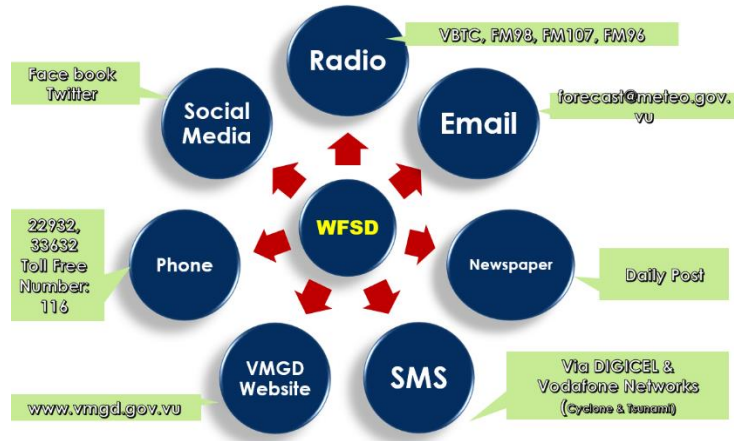 Radio
VBTC, FM98, FM107, FM96
Face book
Twitter
Social
Media
Email
forecast@meteo.gov.
vu
WFSD
22932,
33632
Toll Free
Number:
116
Phone
Newspaper
Daily Post
VMGD
Website
www.vmgd.gov.vu
SMS
Via DIGICEL &
Vodafone Networks
(Cyclone & Tsunami)